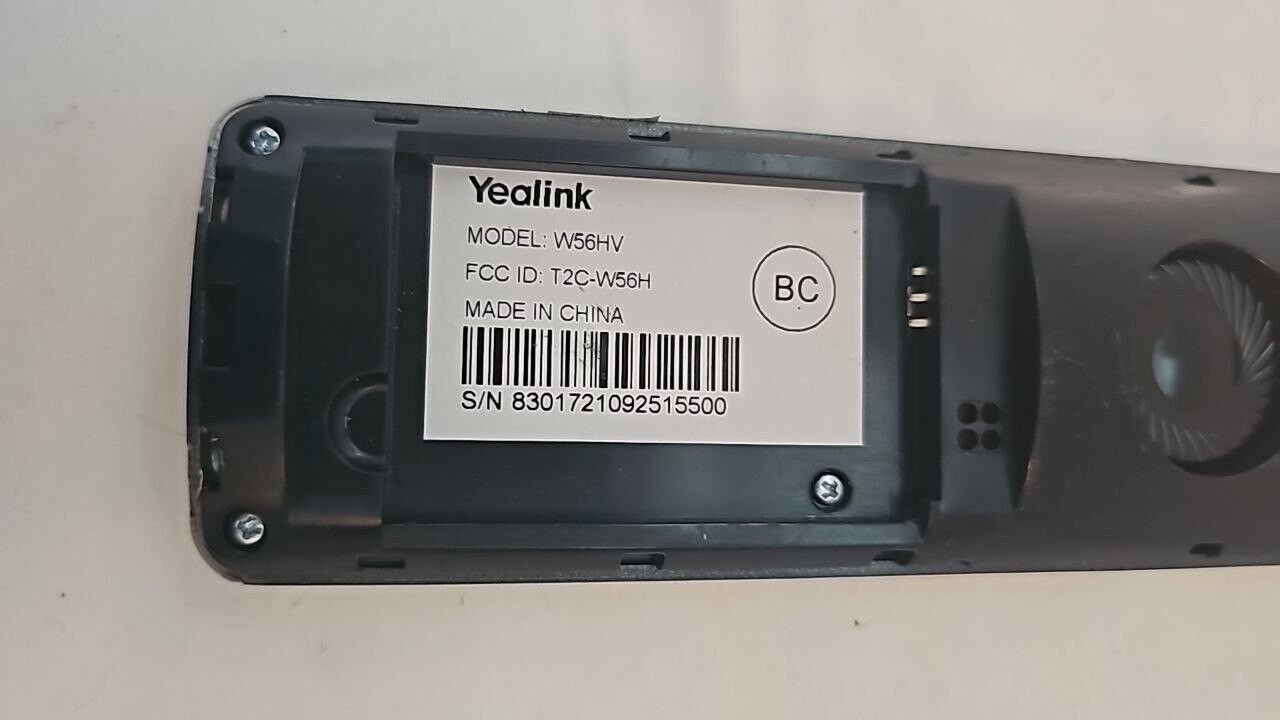 Yealink
MODEL: W56HV
FCC ID: T2C-W56H
BC
MADE IN CHINA
S/N 8301721092515500